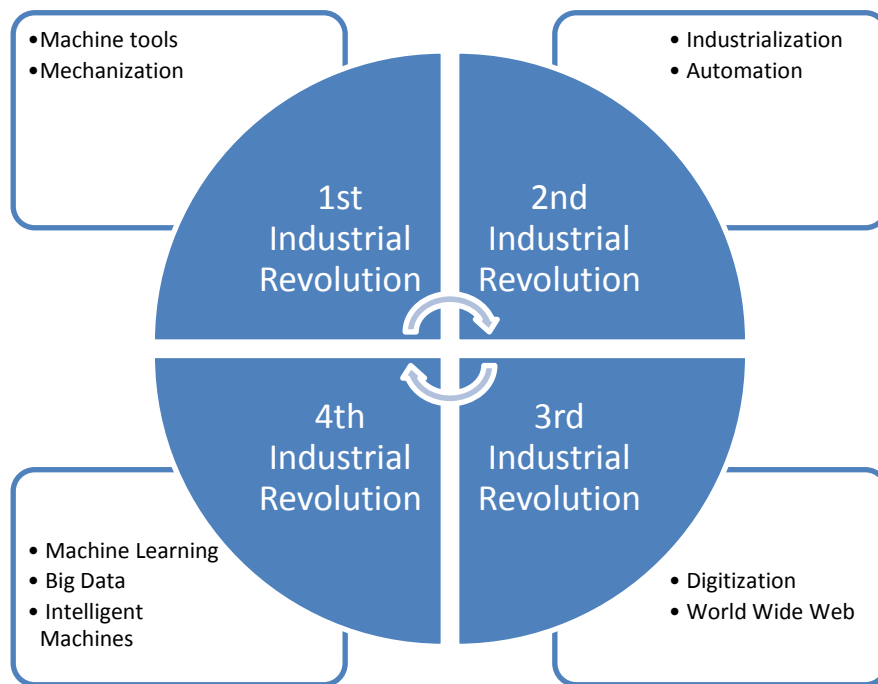 •Machine tools
•Mechanization
• Industrialization
• Automation
1st
Industrial
Revolution
2nd
Industrial
Revolution
4th
Industrial
Revolution
3rd
Industrial
Revolution
• Machine Learning
• Big Data
• Intelligent
Machines
• Digitization
• World Wide Web